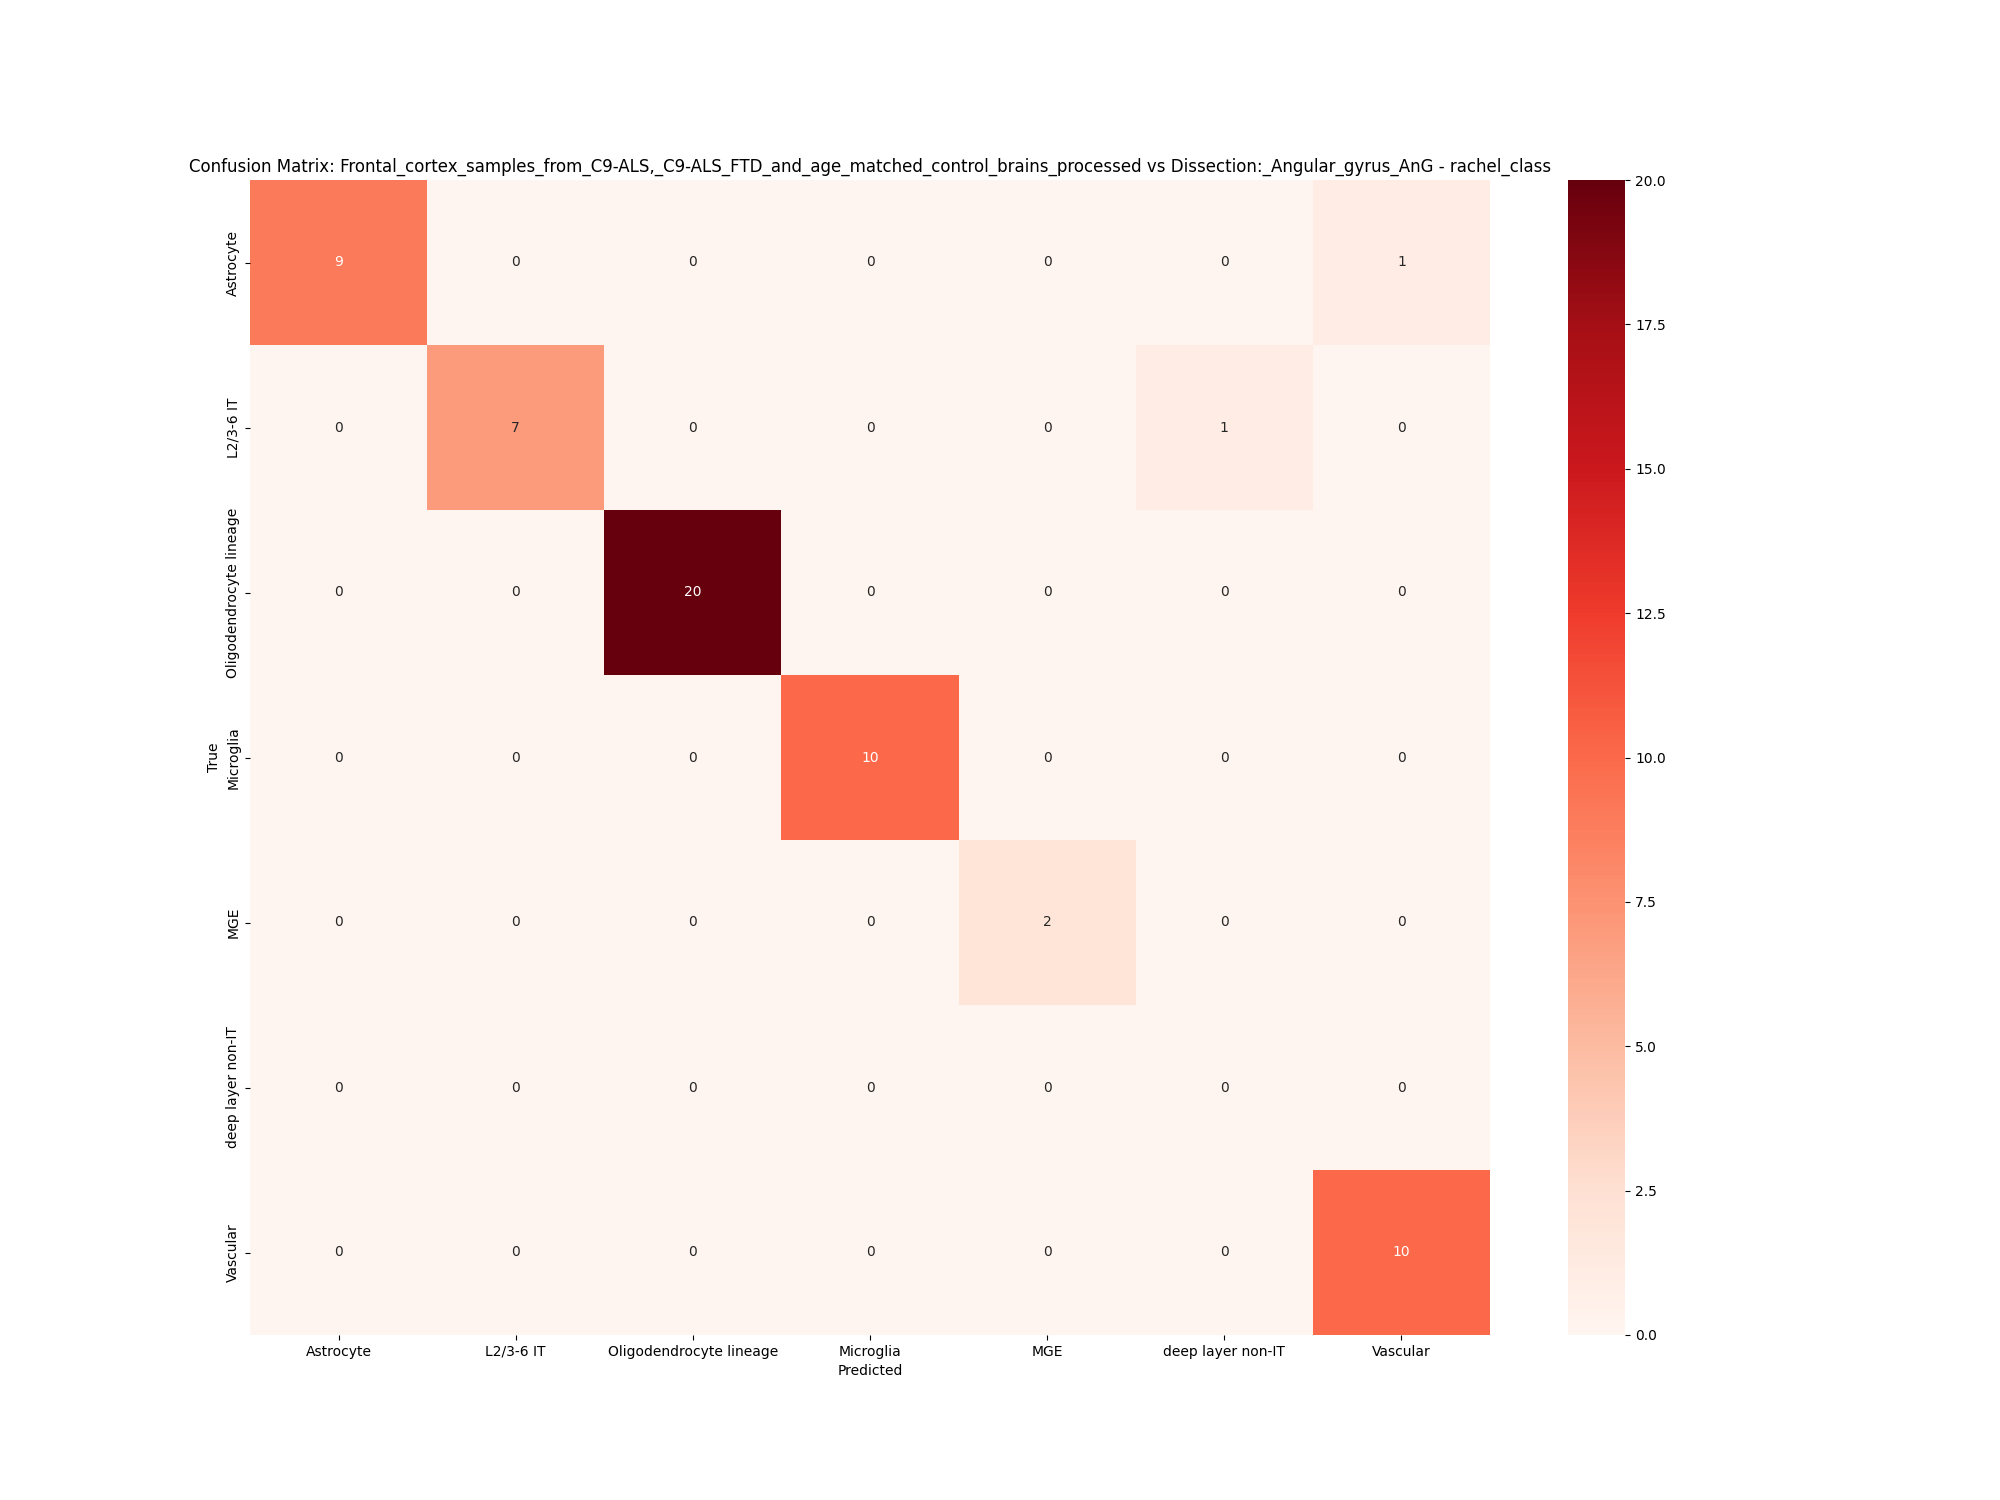 Confusion Matrix: Frontal_cortex_samples_from_C9-ALS,_C9-ALS_FTD_and_age_matched_control_brains_processed vs Dissection:_Angular_gyrus_AnG - rachel_class
True
Astrocyte
9 0 0 0 0 0 1
L2/3-6 IT
0 7 0 0 0 1 0
Oligodendrocyte lineage
0 0 20 0 0 0 0
Microglia
0 0 0 10 0 0 0
MGE
0 0 0 0 2 0 0
deep layer non-IT
0 0 0 0 0 0 0
Vascular
0 0 0 0 0 0 10
Astrocyte L2/3-6 IT Oligodendrocyte lineage Microglia MGE deep layer non-IT Vascular
Predicted
20.0
17.5
15.0
12.5
10.0
7.5
5.0
2.5
0.0